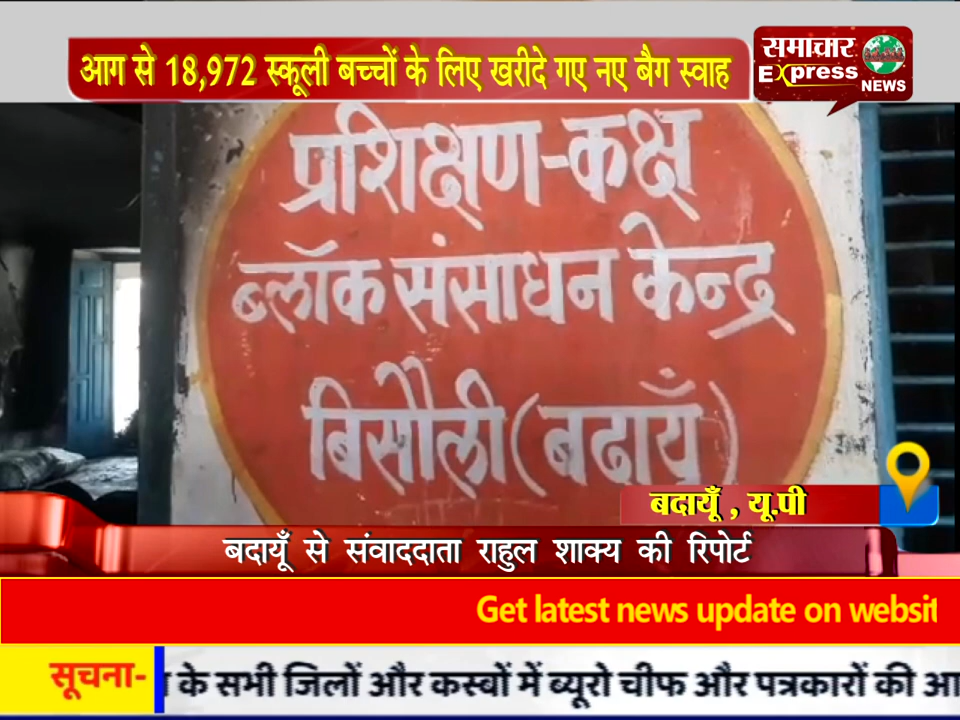 आग से 18,972 स्कूली बच्चों के लिए खरीदे गए नए बैग स्वाह
समाचार
Express
NEWS
प्रशिक्षण-कक्ष
ब्लॉक संसाधन केन्द्र
बिसौली (बदायूँ)
बदायूँ , यू.पी
बदायूँ से संवाददाता राहुल शाक्य की रिपोर्ट
Get latest news update on websit
सूचना- के सभी जिलों और कस्बों में ब्यूरो चीफ और पत्रकारों की